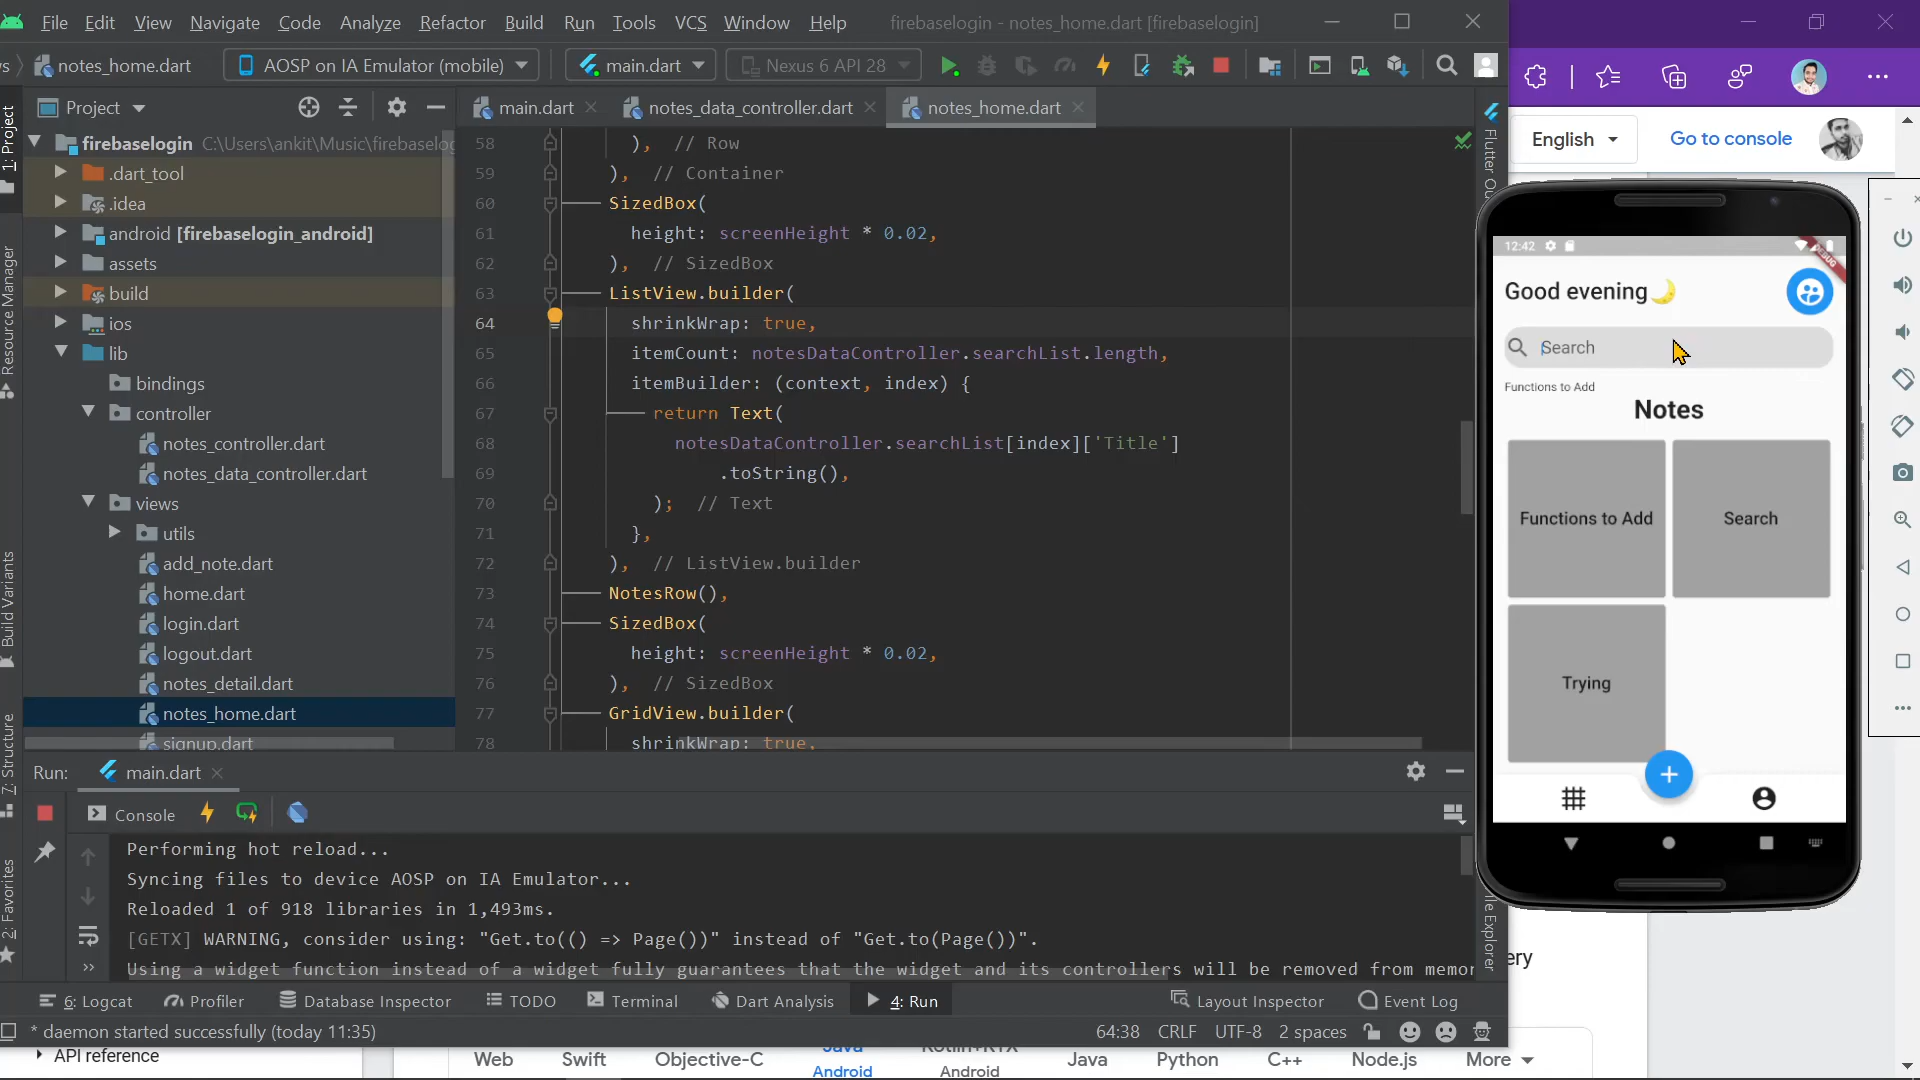 File Edit View Navigate Code Analyze Refactor Build Run Tools VCS Window Help firebaselogin - notes_home.dart [firebaselogin]
notes_home.dart AOSP on IA Emulator (mobile) main.dart Nexus 6 API 28
Project
main.dart notes_data_controller.dart notes_home.dart
firebaselogin C:\Users\ankit\Music\firebaselog
.dart_tool
.idea
android [firebaselogin_android]
assets
build
ios
lib
bindings
controller
notes_controller.dart
notes_data_controller.dart
views
utils
add_note.dart
home.dart
login.dart
logout.dart
notes_detail.dart
notes_home.dart
signup.dart
1: Project
Resource Manager
Build Variants
7: Structure
2: Favorites
58 ), // Row
59 ), // Container
60 SizedBox(
61 height: screenHeight * 0.02,
62 ), // SizedBox
63 ListView.builder(
64 shrinkWrap: true,
65 itemCount: notesDataController.searchList.length,
66 itemBuilder: (context, index) {
67 return Text(
68 notesDataController.searchList[index]['Title']
69 .toString(),
70 ); // Text
71 },
72 ), // ListView.builder
73 NotesRow(),
74 SizedBox(
75 height: screenHeight * 0.02,
76 ), // SizedBox
77 GridView.builder(
78 shrinkWrap: true,
Run: main.dart
Console
Performing hot reload...
Syncing files to device AOSP on IA Emulator...
Reloaded 1 of 918 libraries in 1,493ms.
[GETX] WARNING, consider using: "Get.to(() => Page())" instead of "Get.to(Page())".
Using a widget function instead of a widget fully guarantees that the widget and its controllers will be removed from memor
6: Logcat Profiler Database Inspector TODO Terminal Dart Analysis 4: Run Layout Inspector Event Log
* daemon started successfully (today 11:35) 64:38 CRLF UTF-8 2 spaces
API reference
Web Swift Objective-C Java Android Android Java Python C++ Node.js More
English Go to console
12:42
Good evening🌙
Search
Functions to Add
Notes
Functions to Add Search
Trying